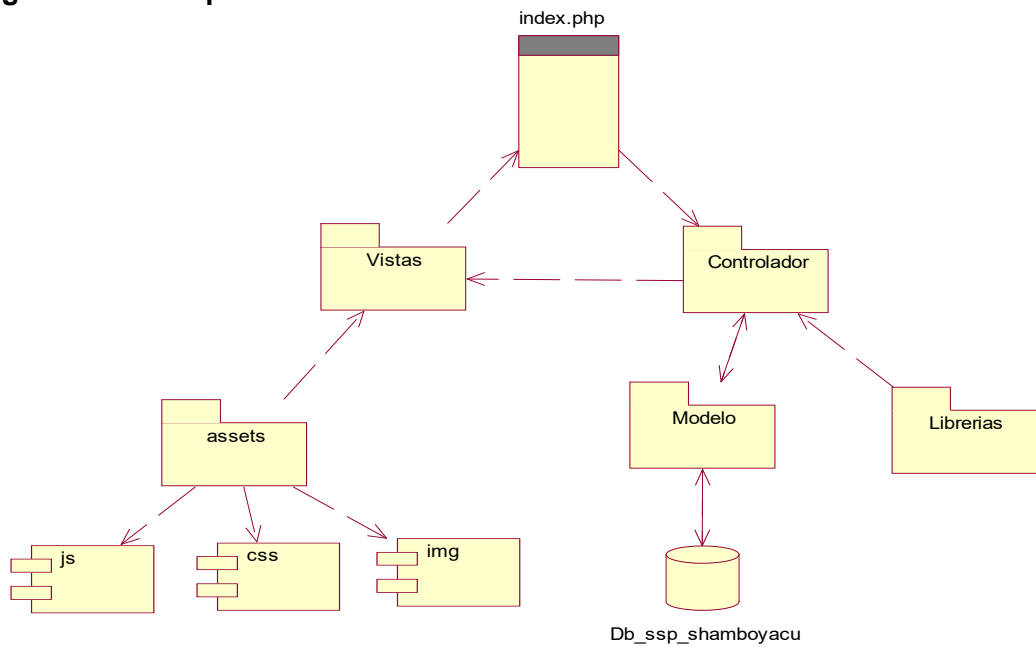 index.php
Vistas
Controlador
assets
Modelo
Librerias
js
css
img
Db_ssp_shamboyacu